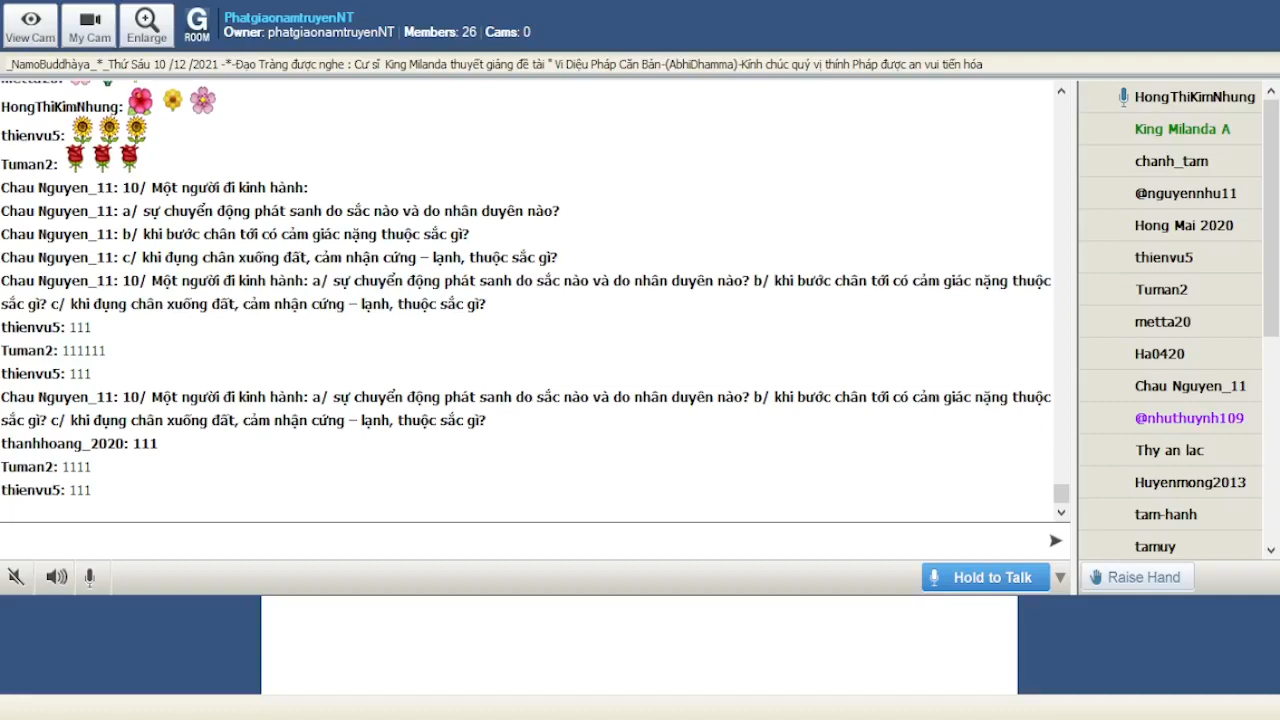 View Cam
My Cam
Enlarge
G
ROOM
PhatgiaonamtruyenNT
Owner: phatgiaonamtruyenNT | Members: 26 | Cams: 0
_NamoBuddhàya_*_Thứ Sáu 10 /12 /2021 -*-Đạo Tràng được nghe : Cư sĩ King Milanda thuyết giảng đề tài " Vi Diệu Pháp Căn Bản-(AbhiDhamma)-Kính chúc quý vị thính Pháp được an vui tiến hóa
metta20:
HongThiKimNhung:
thienvu5:
Tuman2:
Chau Nguyen_11: 10/ Một người đi kinh hành:
Chau Nguyen_11: a/ sự chuyển động phát sanh do sắc nào và do nhân duyên nào?
Chau Nguyen_11: b/ khi bước chân tới có cảm giác nặng thuộc sắc gì?
Chau Nguyen_11: c/ khi đụng chân xuống đất, cảm nhận cứng – lạnh, thuộc sắc gì?
Chau Nguyen_11: 10/ Một người đi kinh hành: a/ sự chuyển động phát sanh do sắc nào và do nhân duyên nào? b/ khi bước chân tới có cảm giác nặng thuộc
sắc gì? c/ khi đụng chân xuống đất, cảm nhận cứng – lạnh, thuộc sắc gì?
thienvu5: 111
Tuman2: 111111
thienvu5: 111
Chau Nguyen_11: 10/ Một người đi kinh hành: a/ sự chuyển động phát sanh do sắc nào và do nhân duyên nào? b/ khi bước chân tới có cảm giác nặng thuộc
sắc gì? c/ khi đụng chân xuống đất, cảm nhận cứng – lạnh, thuộc sắc gì?
thanhhoang_2020: 111
Tuman2: 1111
thienvu5: 111
HongThiKimNhung
King Milanda A
chanh_tam
@nguyennhu11
Hong Mai 2020
thienvu5
Tuman2
metta20
Ha0420
Chau Nguyen_11
@nhuthuynh109
Thy an lac
Huyenmong2013
tam-hanh
tamuy
Hold to Talk
Raise Hand